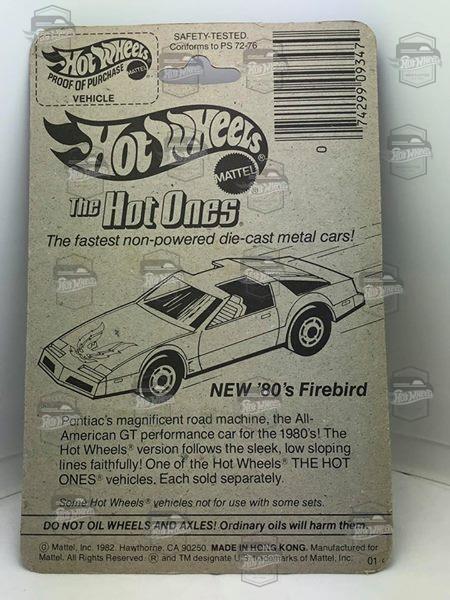 Hot Wheels
MATTEL
PROOF OF PURCHASE
VEHICLE
SAFETY-TESTED.
Conforms to PS 72-76
74299 09347
0
Hot Wheels®
MATTEL
The Hot Ones®
The fastest non-powered die-cast metal cars!
NEW '80's Firebird
Pontiac's magnificent road machine, the All-
American GT performance car for the 1980's! The
Hot Wheels® version follows the sleek, low sloping
lines faithfully! One of the Hot Wheels® THE HOT
ONES® vehicles. Each sold separately.
Some Hot Wheels® vehicles not for use with some sets.
DO NOT OIL WHEELS AND AXLES! Ordinary oils will harm them.
© Mattel, Inc. 1982. Hawthorne, CA 90250. MADE IN HONG KONG. Manufactured for
Mattel. All Rights Reserved. ® and TM designate U.S. trademarks of Mattel, Inc. 01